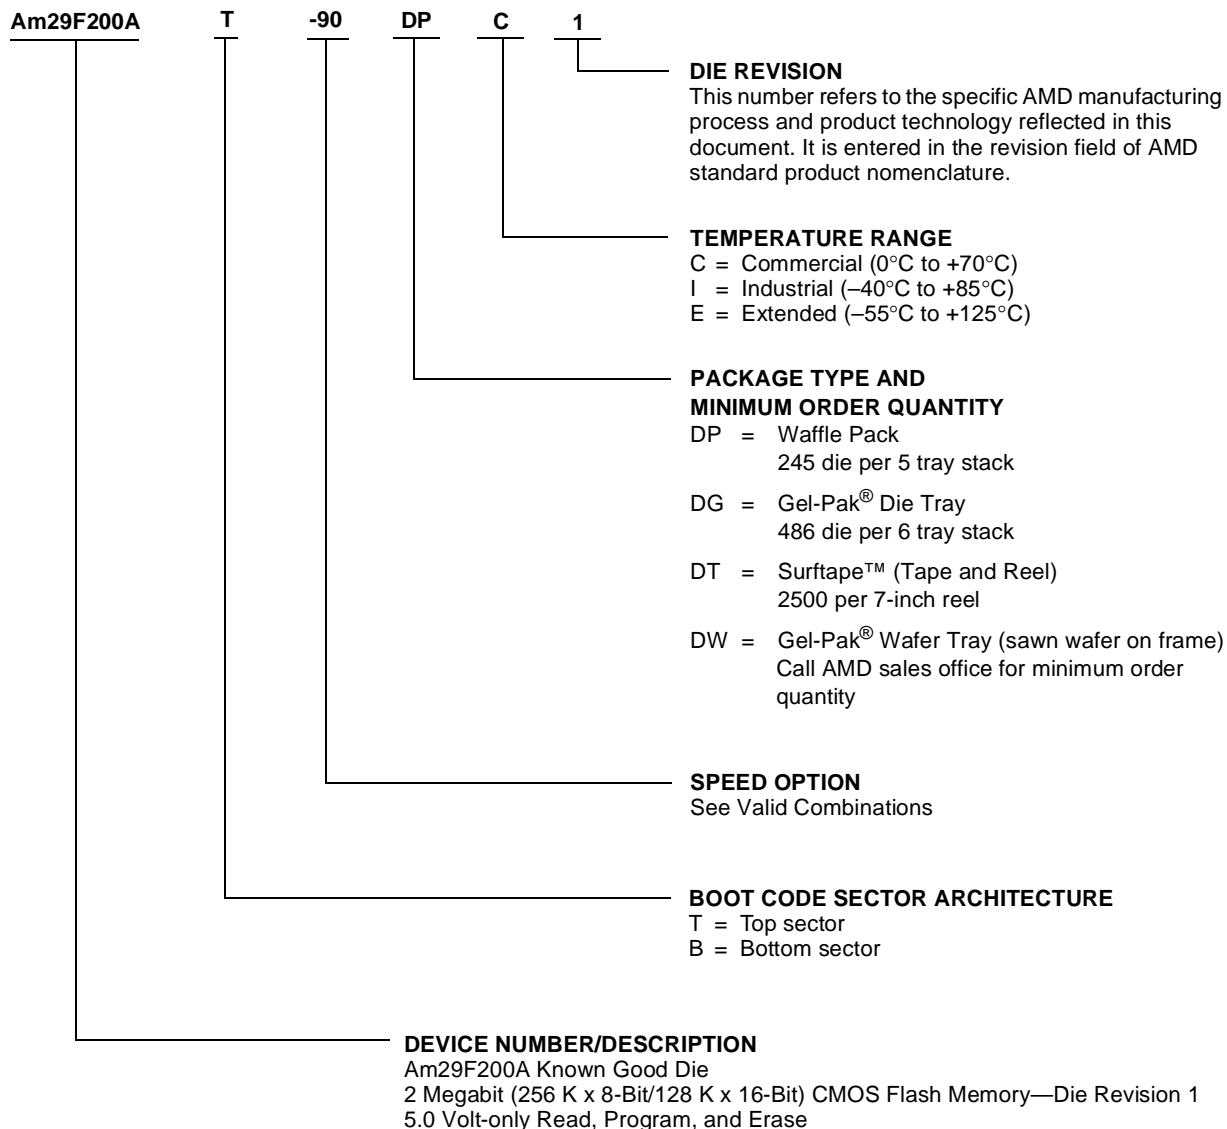 Am29F200A T -90 DP C 1
DIE REVISION
This number refers to the specific AMD manufacturing
process and product technology reflected in this
document. It is entered in the revision field of AMD
standard product nomenclature.
TEMPERATURE RANGE
C = Commercial (0°C to +70°C)
I = Industrial (–40°C to +85°C)
E = Extended (–55°C to +125°C)
PACKAGE TYPE AND
MINIMUM ORDER QUANTITY
DP = Waffle Pack
245 die per 5 tray stack
DG = Gel-Pak® Die Tray
486 die per 6 tray stack
DT = Surftape™ (Tape and Reel)
2500 per 7-inch reel
DW = Gel-Pak® Wafer Tray (sawn wafer on frame)
Call AMD sales office for minimum order
quantity
SPEED OPTION
See Valid Combinations
BOOT CODE SECTOR ARCHITECTURE
T = Top sector
B = Bottom sector
DEVICE NUMBER/DESCRIPTION
Am29F200A Known Good Die
2 Megabit (256 K x 8-Bit/128 K x 16-Bit) CMOS Flash Memory—Die Revision 1
5.0 Volt-only Read, Program, and Erase